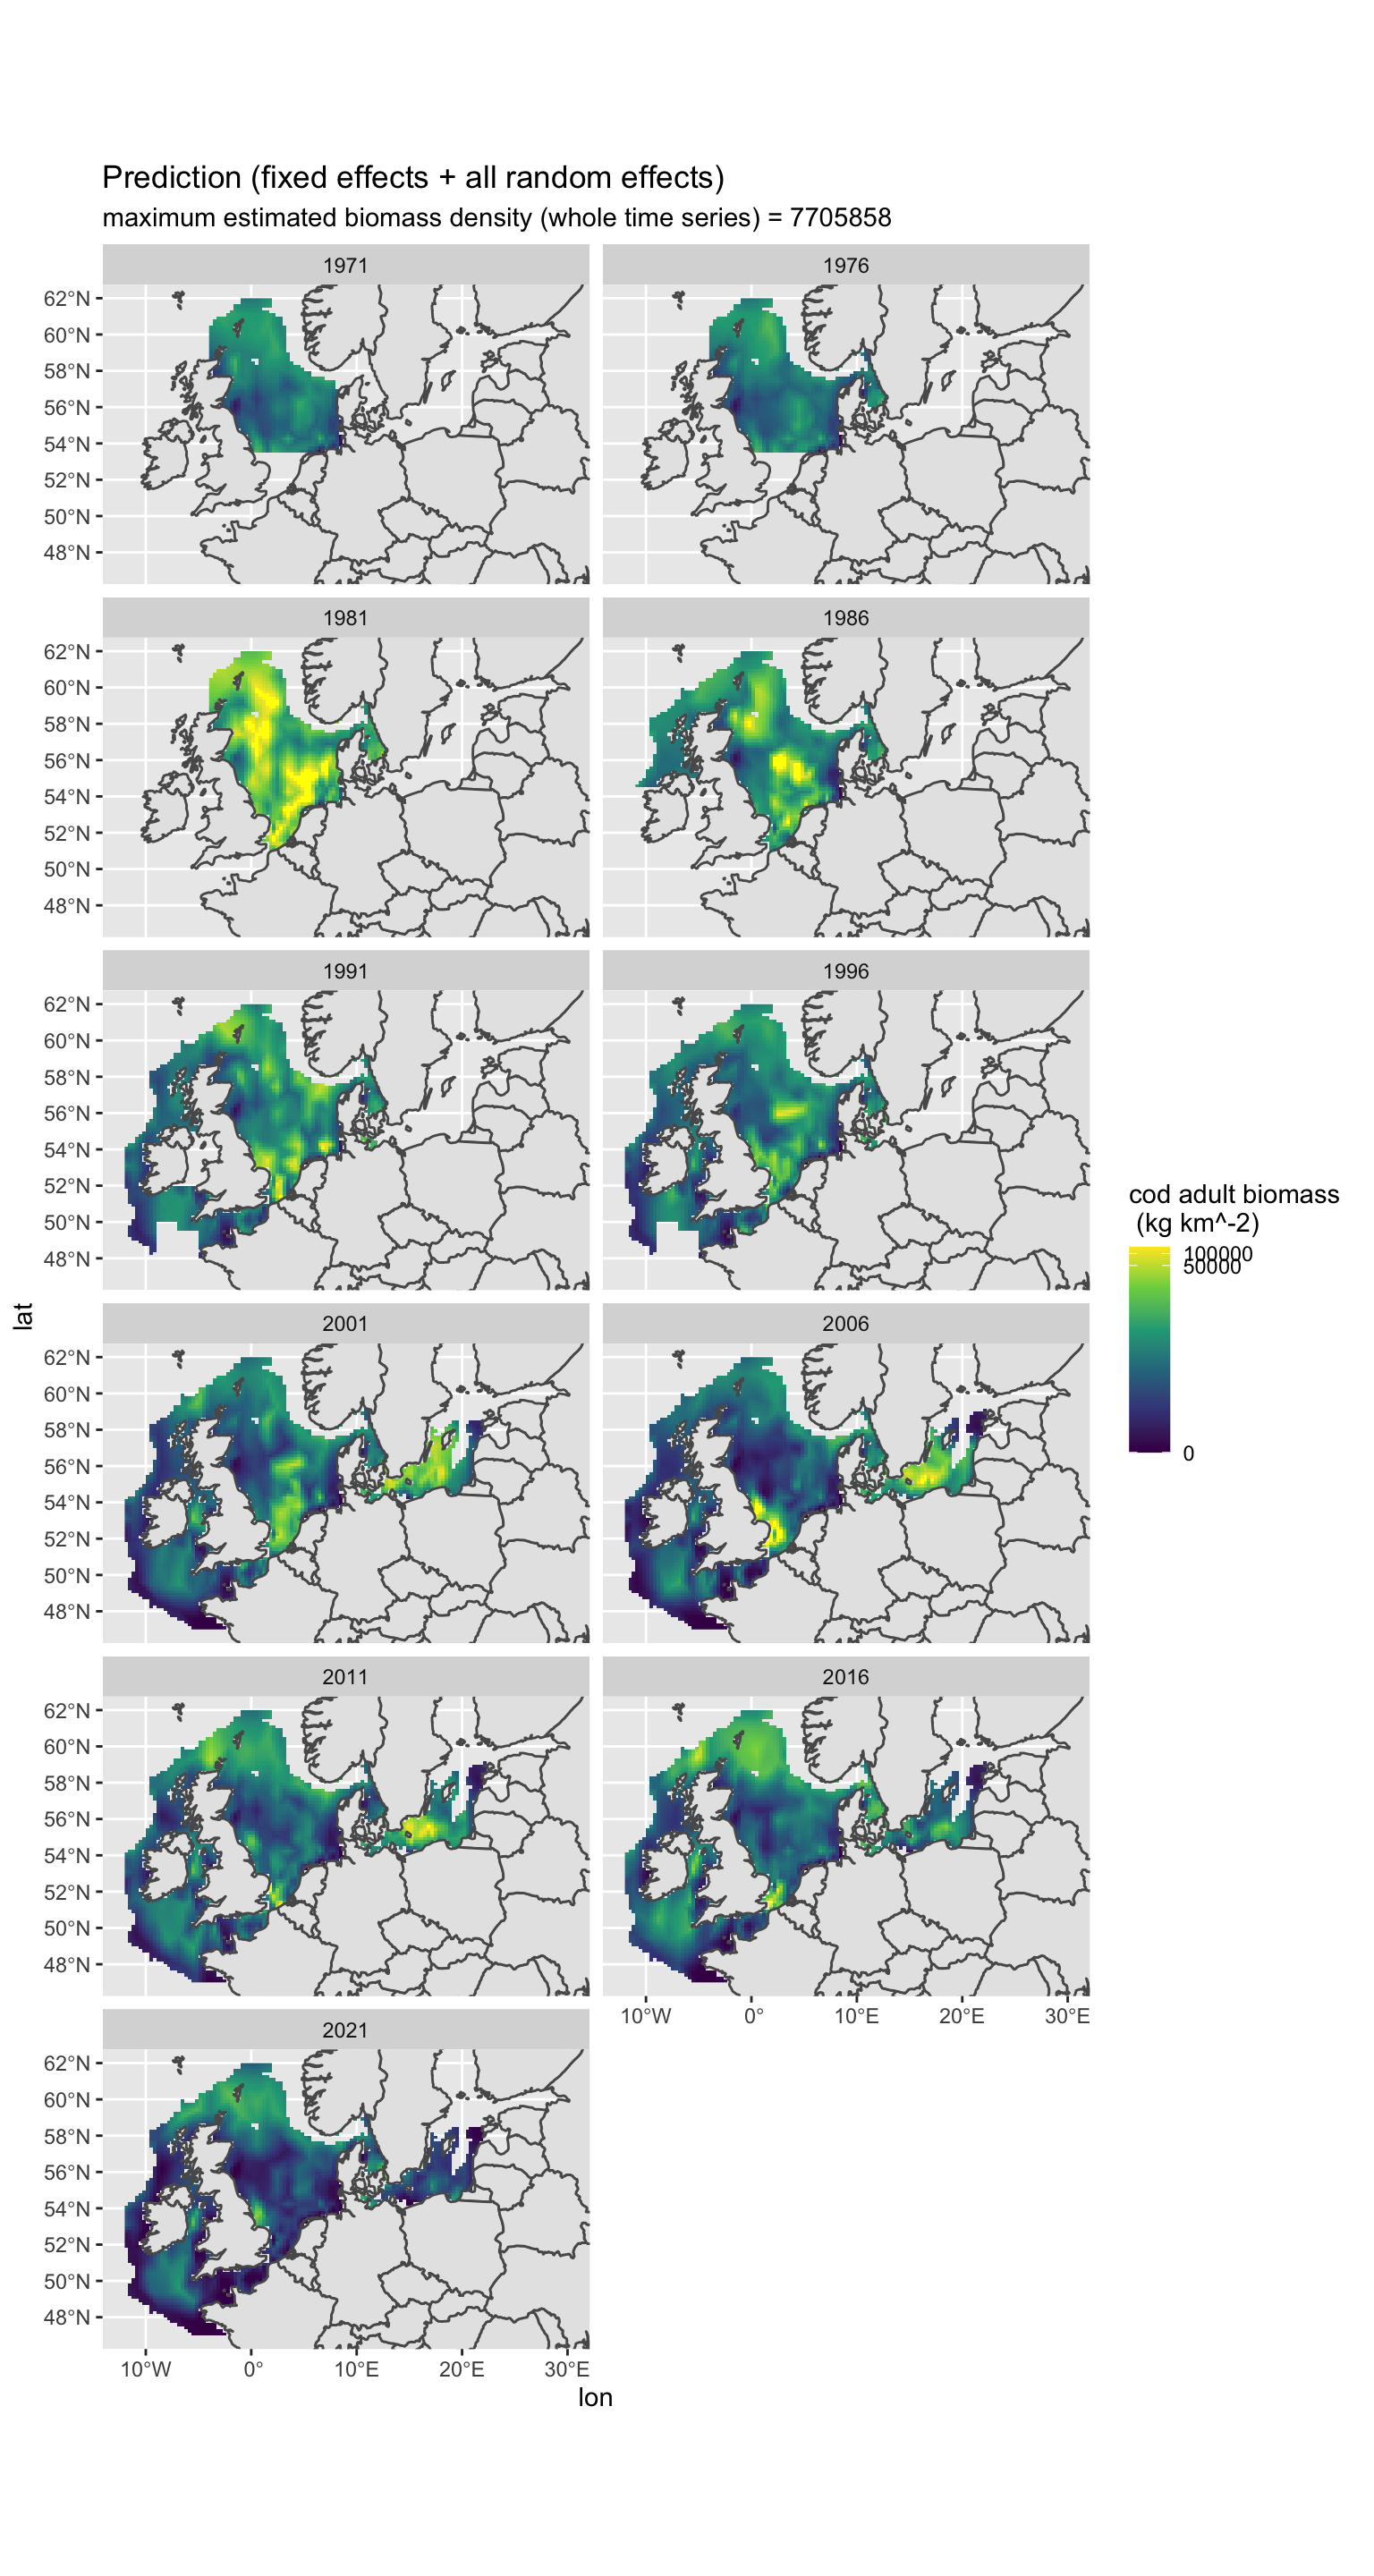 Prediction (fixed effects + all random effects)
maximum estimated biomass density (whole time series) = 7705858
1971
1976
62°N
60°N
58°N
56°N
54°N
52°N
50°N
48°N
1981
1986
62°N
60°N
58°N
56°N
54°N
52°N
50°N
48°N
1991
1996
62°N
60°N
58°N
56°N
54°N
52°N
50°N
48°N
lat
2001
2006
62°N
60°N
58°N
56°N
54°N
52°N
50°N
48°N
2011
2016
62°N
60°N
58°N
56°N
54°N
52°N
50°N
48°N
10°W 0° 10°E 20°E 30°E
2021
62°N
60°N
58°N
56°N
54°N
52°N
50°N
48°N
10°W 0° 10°E 20°E 30°E
lon
cod adult biomass
(kg km^-2)
100000
50000
0